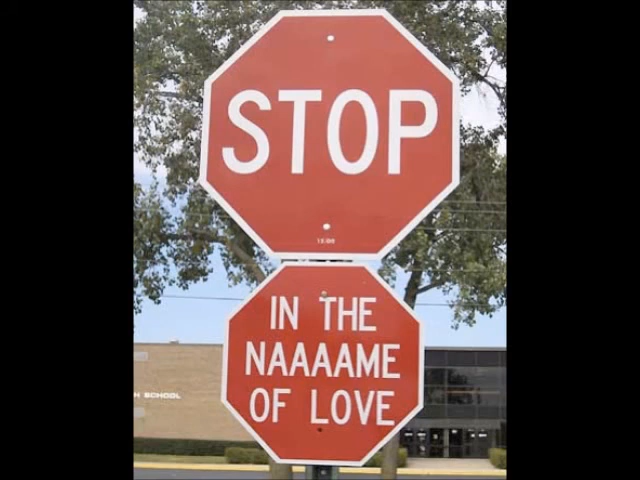 STOP
IN THE
NAAAAME
OF LOVE
H SCHOOL